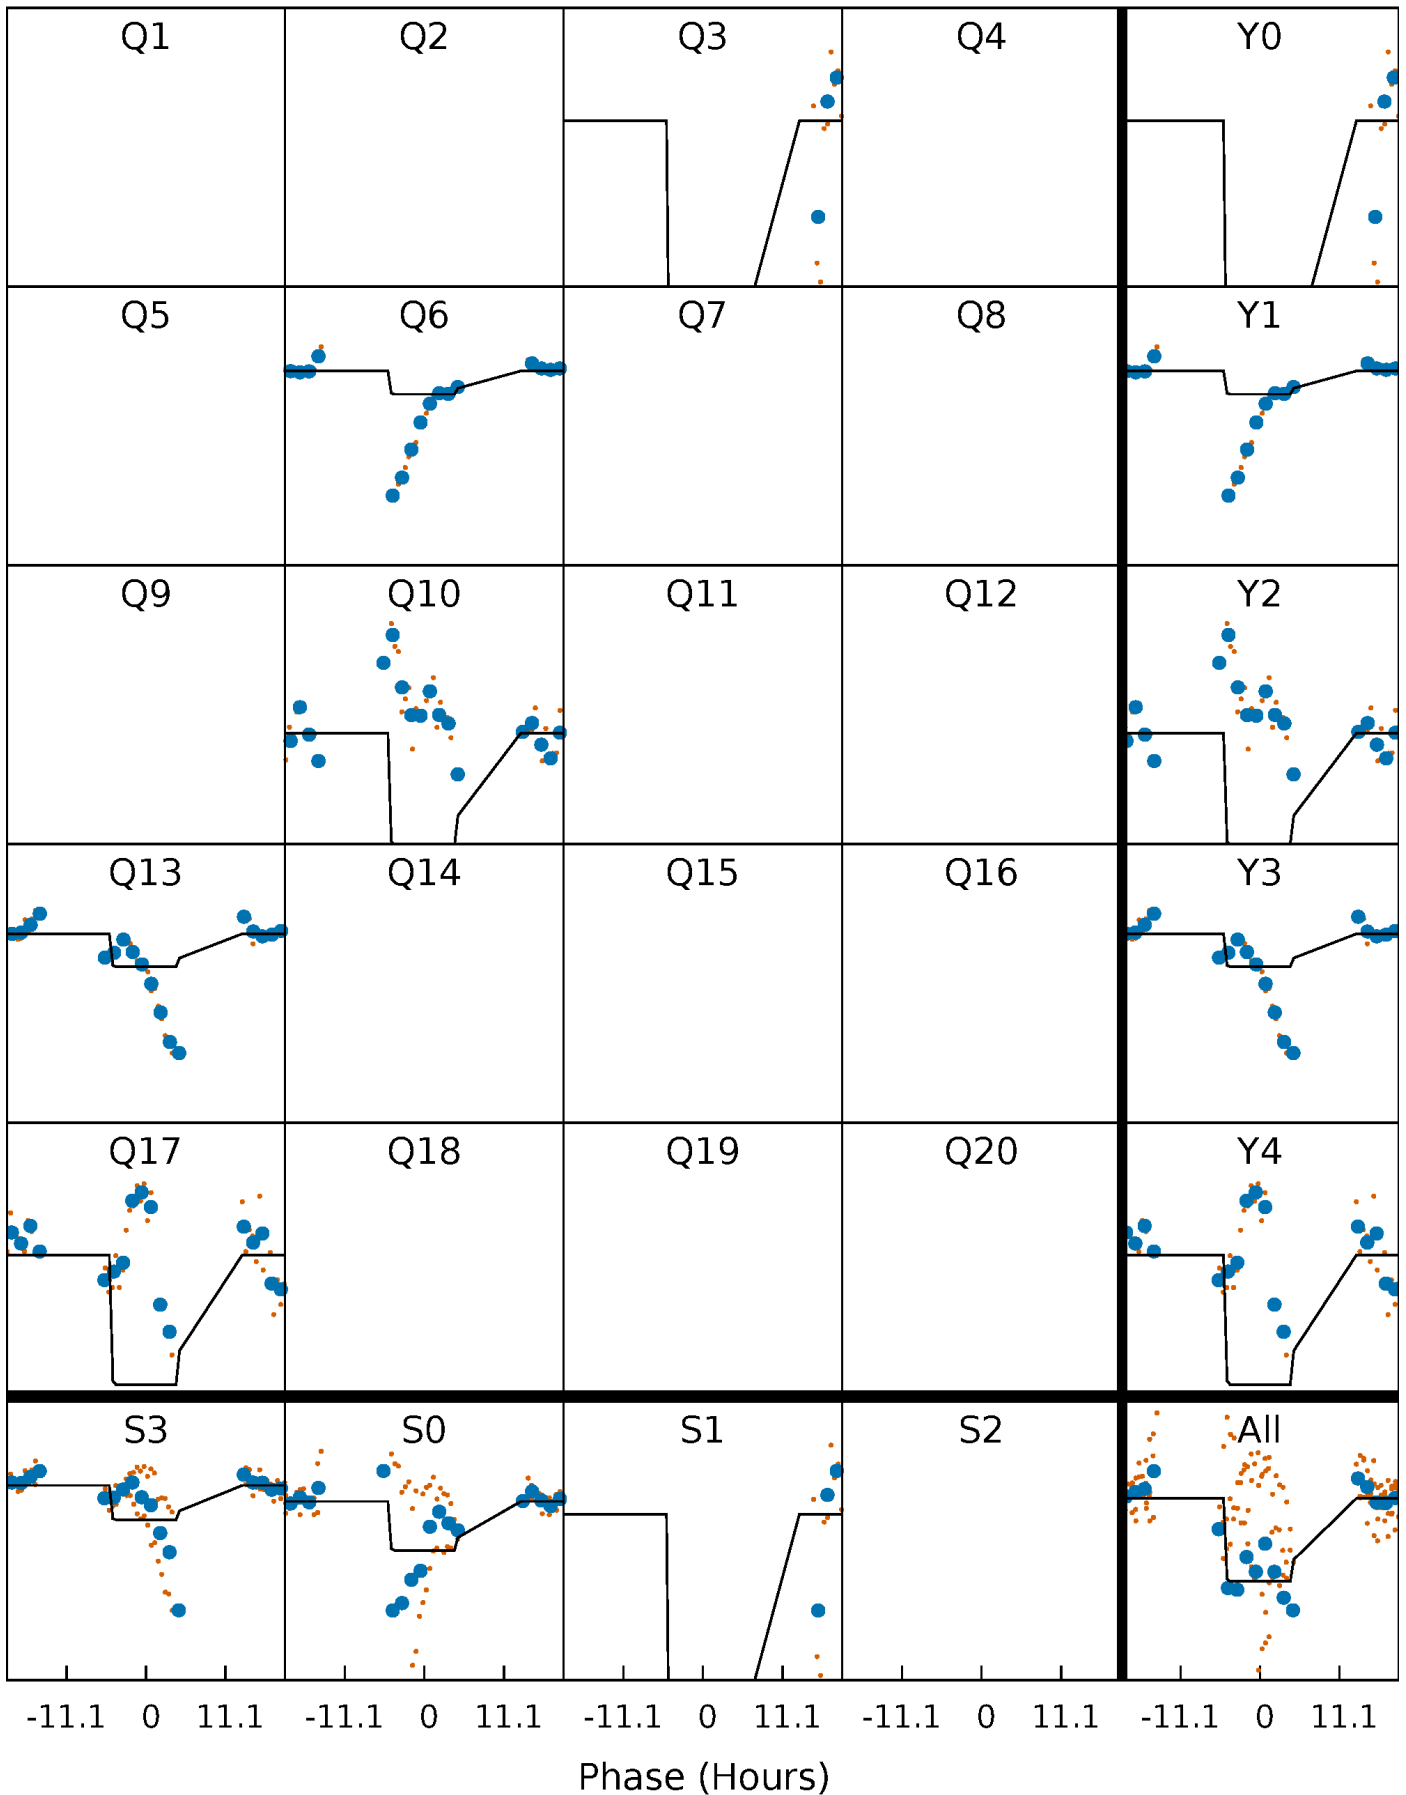 Q1 Q2 Q3 Q4 Y0
Q5 Q6 Q7 Q8 Y1
Q9 Q10 Q11 Q12 Y2
Q13 Q14 Q15 Q16 Y3
Q17 Q18 Q19 Q20 Y4
S3 S0 S1 S2 All
-11.1 0 11.1 -11.1 0 11.1 -11.1 0 11.1 -11.1 0 11.1 -11.1 0 11.1
Phase (Hours)